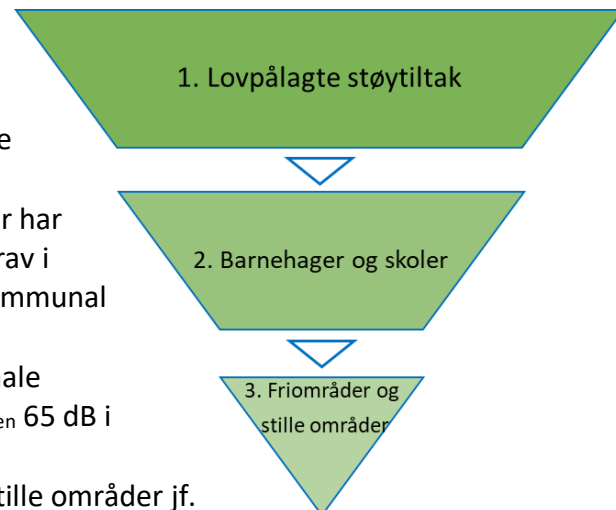 1. Lovpålagte støytiltak
e
r har
2. Barnehager og skoler
rav i
ommunal
ale
3. Friområder og
stille områder
en 65 dB i
tille områder jf.